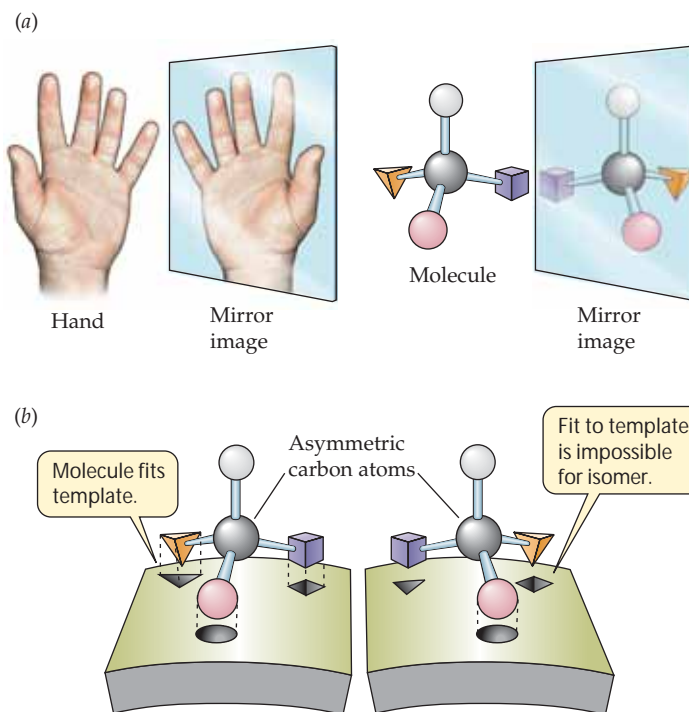 (a)
Hand
Mirror
image
Molecule
Mirror
image
(b)
Molecule fits
template.
Asymmetric
carbon atoms
Fit to template
is impossible
for isomer.